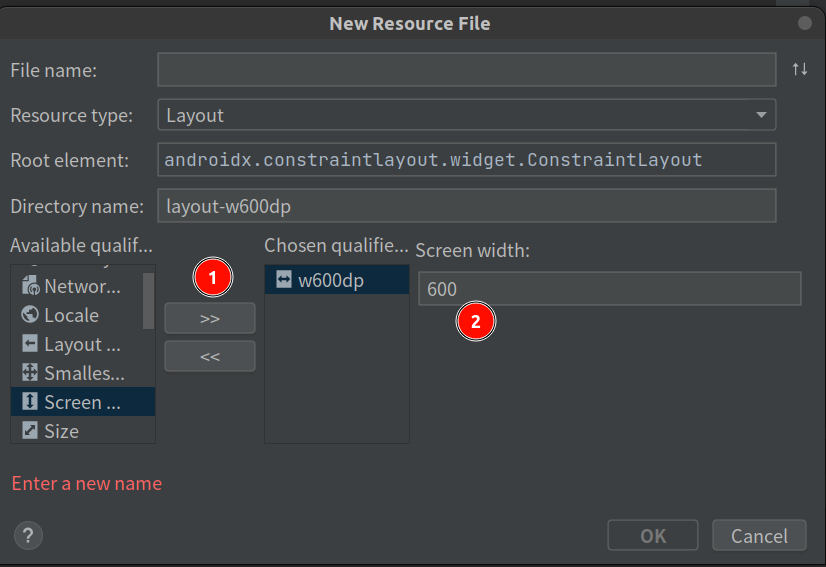 New Resource File
File name:
Resource type: Layout
Root element: androidx.constraintlayout.widget.ConstraintLayout
Directory name: layout-w600dp
Available qualif... Chosen qualifie... Screen width:
1
w600dp
600
Networ...
Locale
>>
2
Layout ...
<<
Smalles...
Screen ...
Size
Enter a new name
? OK Cancel